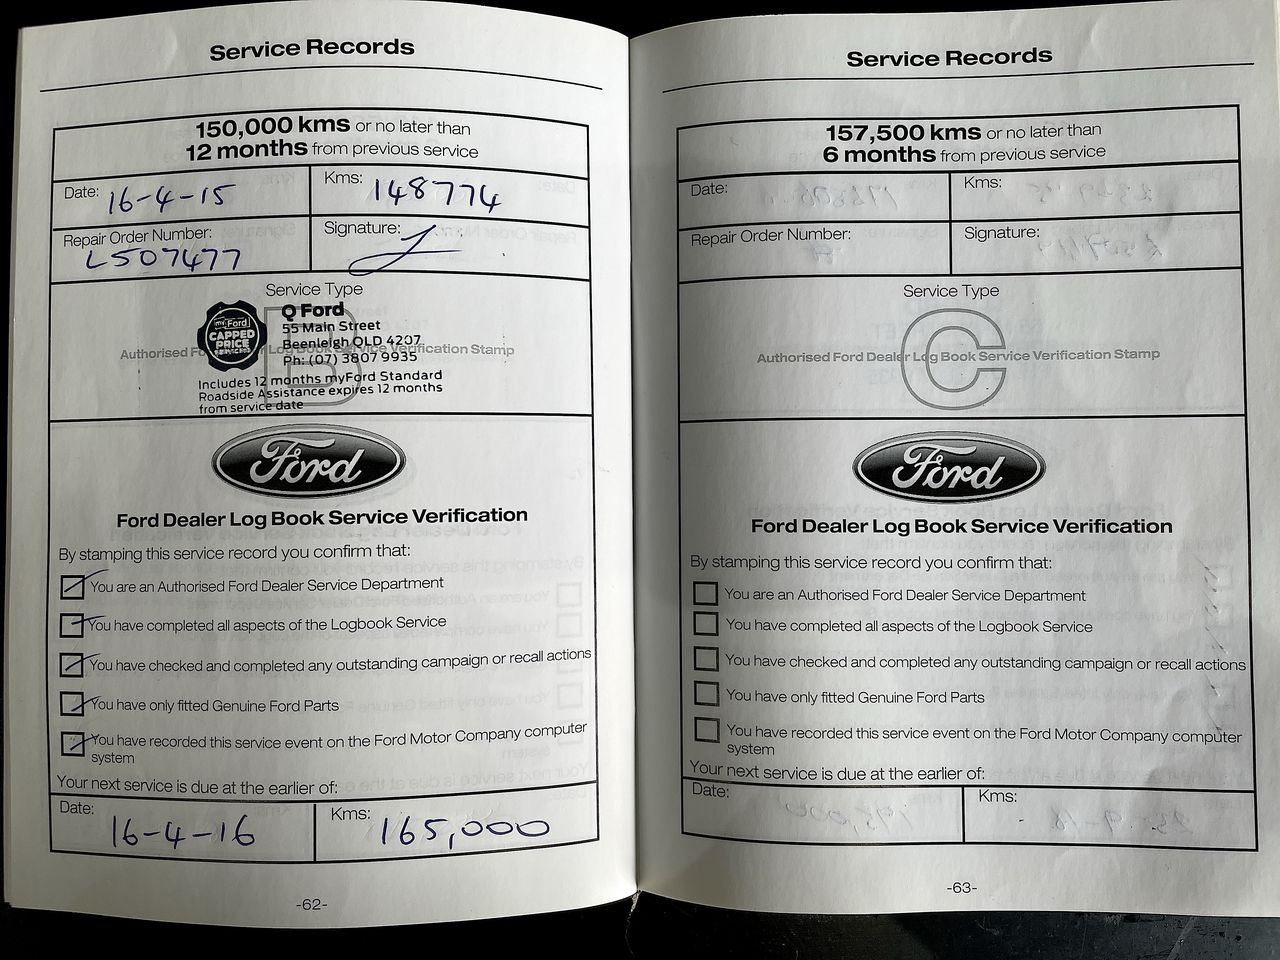 Service Records
150,000 kms or no later than
12 months from previous service
Date: 16-4-15
Kms: 148774
Repair Order Number:
L507477
Signature:
Service Type
B
my Ford
CAPPED
PRICE
SERVICING
Q Ford
55 Main Street
Beenleigh QLD 4207
Ph: (07) 3807 9935
Authorised Ford Dealer Log Book Service Verification Stamp
Includes 12 months myFord Standard
Roadside Assistance expires 12 months
from service date
Ford
Ford Dealer Log Book Service Verification
By stamping this service record you confirm that:
You are an Authorised Ford Dealer Service Department
You have completed all aspects of the Logbook Service
You have checked and completed any outstanding campaign or recall actions
You have only fitted Genuine Ford Parts
You have recorded this service event on the Ford Motor Company computer
system
Your next service is due at the earlier of:
Date: 16-4-16
Kms: 165,000
-62-
Service Records
157,500 kms or no later than
6 months from previous service
Date:
Kms:
Repair Order Number:
Signature:
Service Type
C
Authorised Ford Dealer Log Book Service Verification Stamp
Ford
Ford Dealer Log Book Service Verification
By stamping this service record you confirm that:
You are an Authorised Ford Dealer Service Department
You have completed all aspects of the Logbook Service
You have checked and completed any outstanding campaign or recall actions
You have only fitted Genuine Ford Parts
You have recorded this service event on the Ford Motor Company computer
system
Your next service is due at the earlier of:
Date:
Kms:
-63-